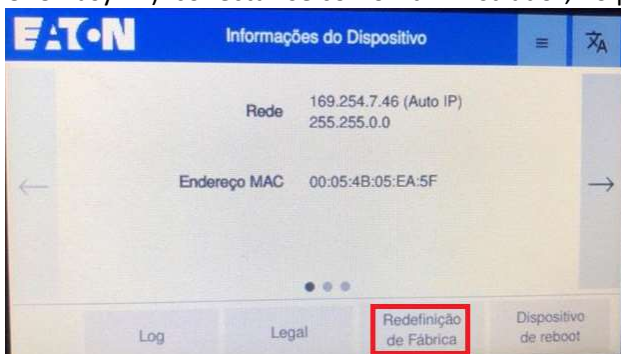 EATON
Informações do Dispositivo
Rede
169.254.7.46 (Auto IP)
255.255.0.0
Endereço MAC
00:05:4B:05:EA:5F
Log
Legal
Redefinição
de Fábrica
Dispositivo
de reboot